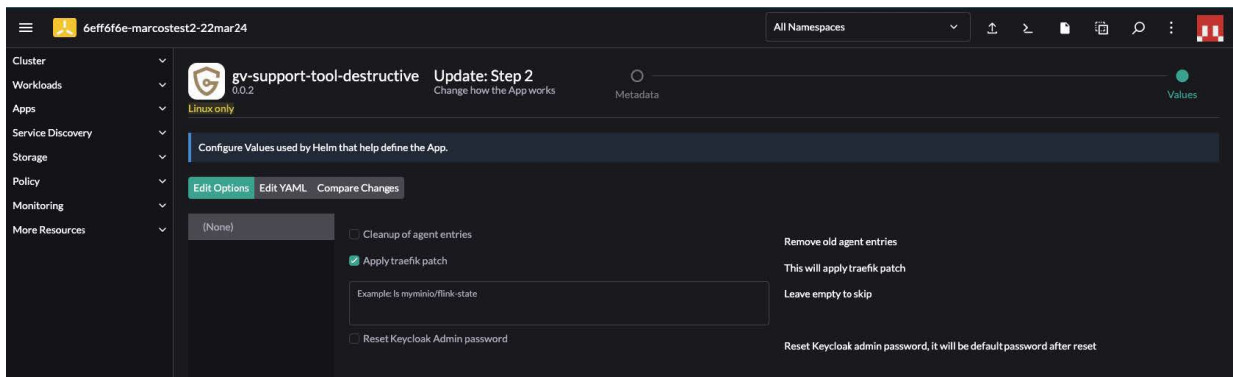 6eff6f6e-marcostest2-22mar24
All Namespaces
Cluster
Workloads
Apps
Service Discovery
Storage
Policy
Monitoring
More Resources
gv-support-tool-destructive
0.0.2
Linux only
Update: Step 2
Change how the App works
Metadata
Values
Configure Values used by Helm that help define the App.
Edit Options Edit YAML Compare Changes
(None)
Cleanup of agent entries
Remove old agent entries
Apply traefik patch
This will apply traefik patch
Example: ls myminio/flink-state
Leave empty to skip
Reset Keycloak Admin password
Reset Keycloak admin password, it will be default password after reset